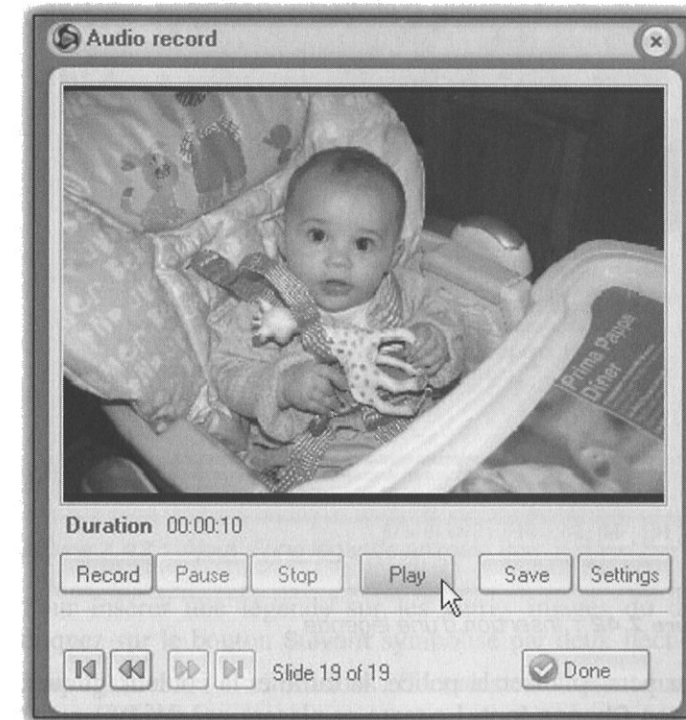 Audio record
Prima Pappa
Diner
Duration 00:00:10
Record Pause Stop Play Save Settings
Slide 19 of 19 Done